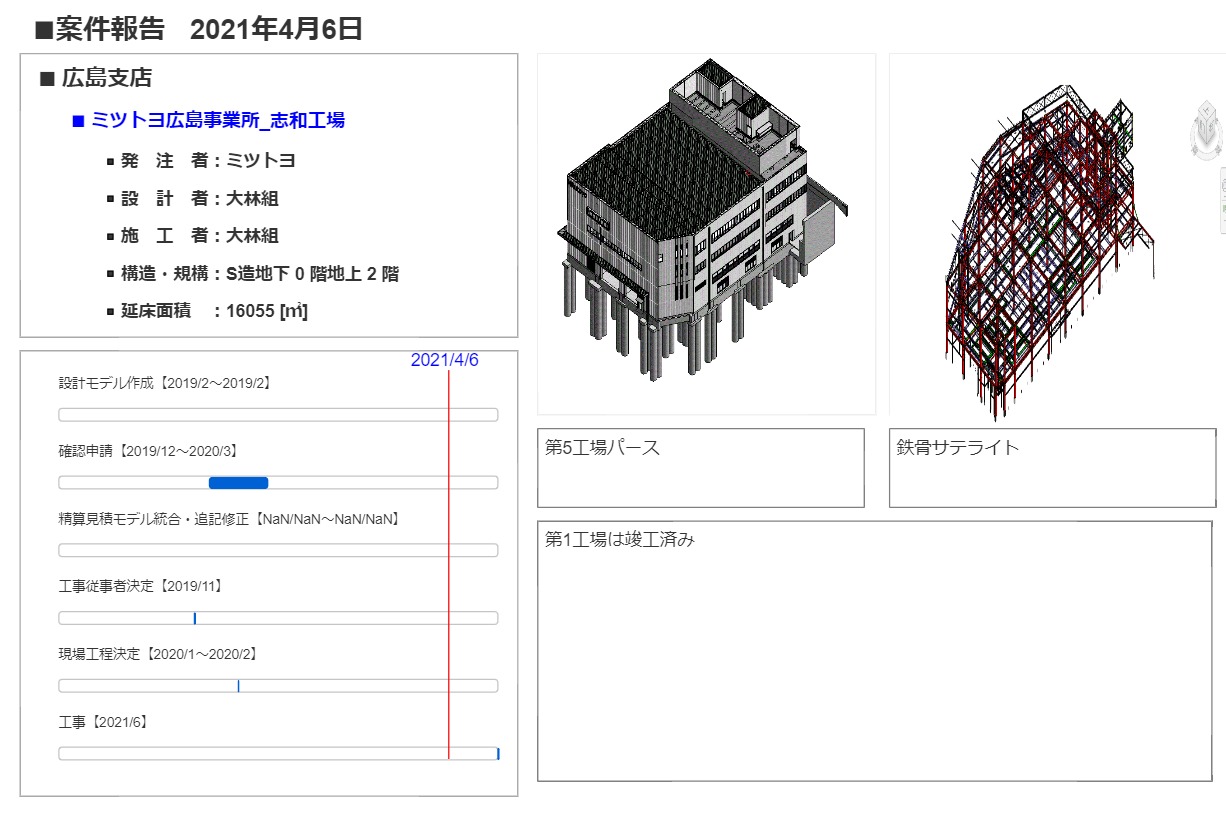 ■案件報告 2021年4月6日
■ 広島支店
■ ミツトヨ広島事業所_志和工場
▪ 発　注　者：ミツトヨ
▪ 設　計　者：大林組
▪ 施　工　者：大林組
▪ 構造・規構：S造地下 0 階地上 2 階
▪ 延床面積　：16055 [㎡]
2021/4/6
設計モデル作成【2019/2～2019/2】
確認申請【2019/12～2020/3】
精算見積モデル統合・追記修正【NaN/NaN～NaN/NaN】
工事従事者決定【2019/11】
現場工程決定【2020/1～2020/2】
工事【2021/6】
第5工場パース
鉄骨サテライト
第1工場は竣工済み